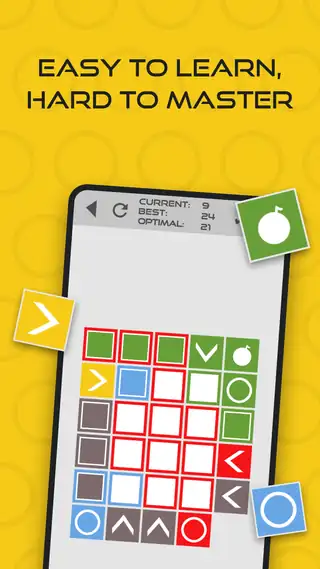 EASY TO LEARN,
HARD TO MASTER
CURRENT: 9
BEST: 24
OPTIMAL: 21